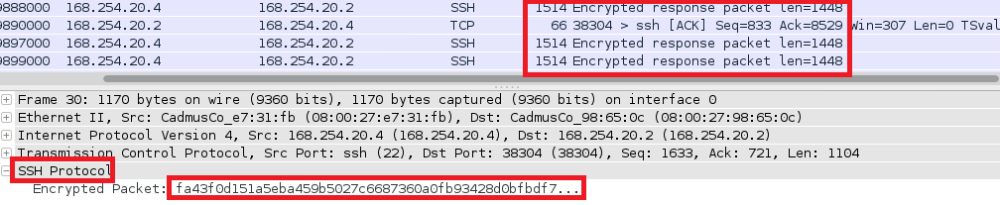 9888000 168.254.20.4 168.254.20.2 SSH 1514 Encrypted response packet len=1448
168.254.20.2 168.254.20.4 TCP 66 38304 > ssh [ACK] Seq=833 Ack=8529 Win=307 Len=0 TSval
9897000 168.254.20.4 168.254.20.2 SSH 1514 Encrypted response packet len=1448
9899000 168.254.20.4 168.254.20.2 SSH 1514 Encrypted response packet len=1448
Frame 30: 1170 bytes on wire (9360 bits), 1170 bytes captured (9360 bits) on interface 0
Ethernet II, Src: CadmusCo_e7:31:fb (08:00:27:e7:31:fb), Dst: CadmusCo_98:65:0c (08:00:27:98:65:0c)
Internet Protocol Version 4, Src: 168.254.20.4 (168.254.20.4), Dst: 168.254.20.2 (168.254.20.2)
Transmission Control Protocol, Src Port: ssh (22), Dst Port: 38304 (38304), Seq: 1633, Ack: 721, Len: 1104
SSH Protocol
Encrypted Packet: fa43f0d151a5eba459b5027c6687360a0fb93428d0bfbdf7...